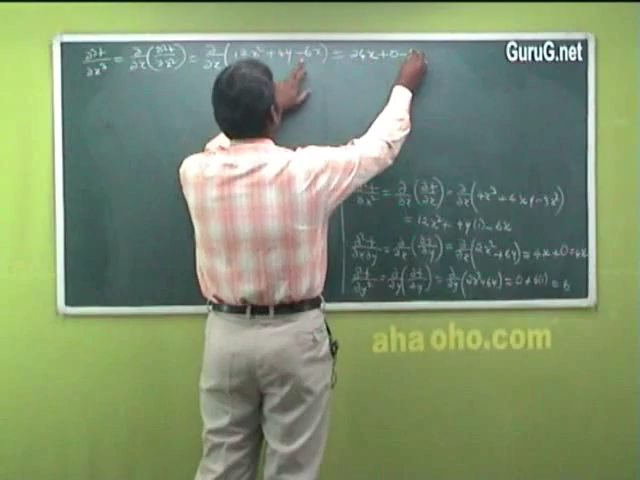 GuruG.net
∂³f/∂x³ = ∂/∂x (∂²f/∂x²) = ∂/∂x (12x² + 4y - 6x) = 24x + 0 -
∂²f/∂x² = ∂/∂x (∂f/∂x) = ∂/∂x (4x³ + 4xy - 3x²)
= 12x² + 4y(1) - 6x
∂²f/∂x∂y = ∂/∂x (∂f/∂y) = ∂/∂x (2x² + 6y) = 4x + 0 = 4x
∂²f/∂y² = ∂/∂y (∂f/∂y) = ∂/∂y (2x² + 6y) = 0 + 6(1) = 6
aha oho.com